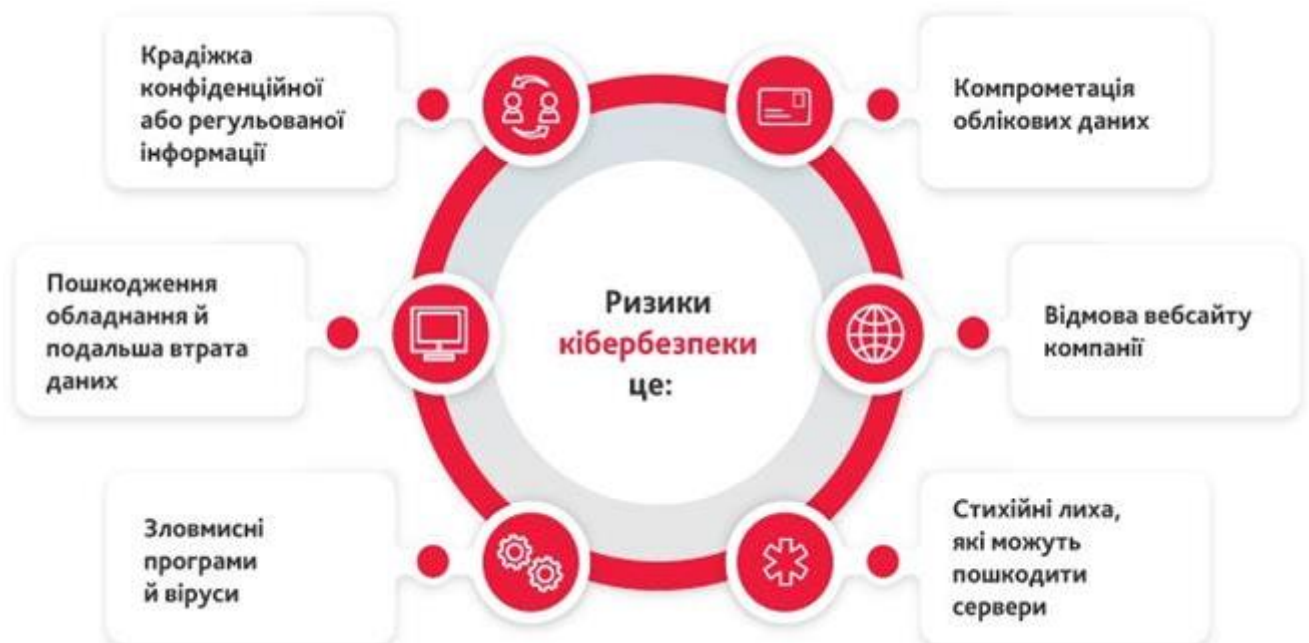 Крадіжка
конфіденційної
або регульованої
інформації
Компрометація
облікових даних
Пошкодження
обладнання й
подальша втрата
даних
Ризики
кібербезпеки
це:
Відмова вебсайту
компанії
Зловмисні
програми
й віруси
Стихійні лиха,
які можуть
пошкодити
сервери